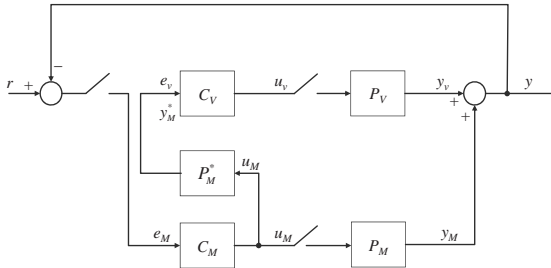 −
r +
e_v
y_M^*
C_V
u_v
P_V
y_v
+
+
y
P_M^*
u_M
e_M
C_M
u_M
P_M
y_M